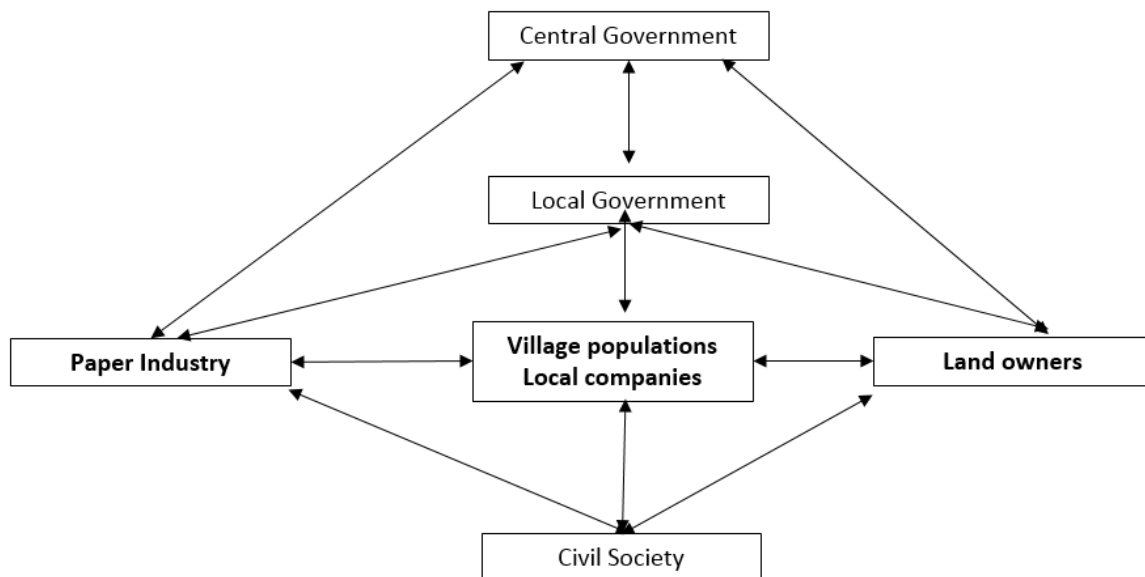 Central Government
Local Government
Paper Industry
Village populations
Local companies
Land owners
Civil Society